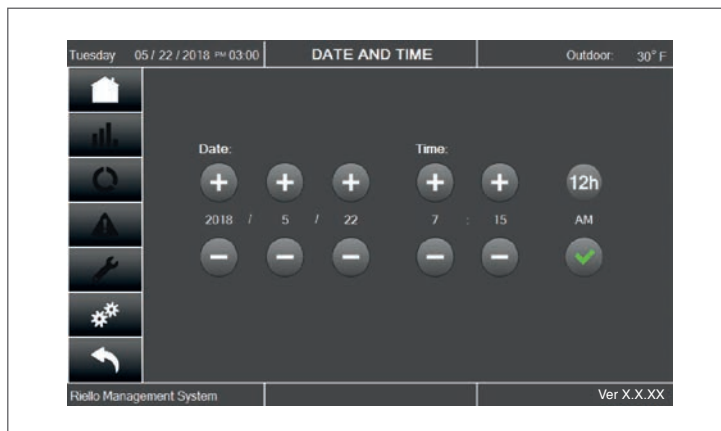 Tuesday 05 / 22 / 2018 PM 03:00 DATE AND TIME Outdoor: 30° F
Date: Time:
12h
2018 / 5 / 22 7 : 15 AM
Riello Management System Ver X.X.XX